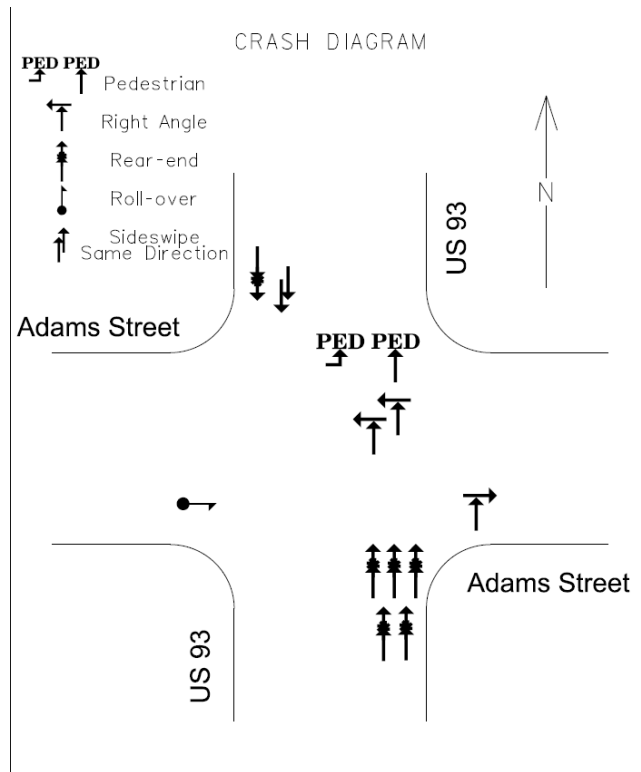 CRASH DIAGRAM
PED PED
Pedestrian
Right Angle
Rear-end
Roll-over
Sideswipe
Same Direction
N
US 93
Adams Street
PED PED
Adams Street
US 93